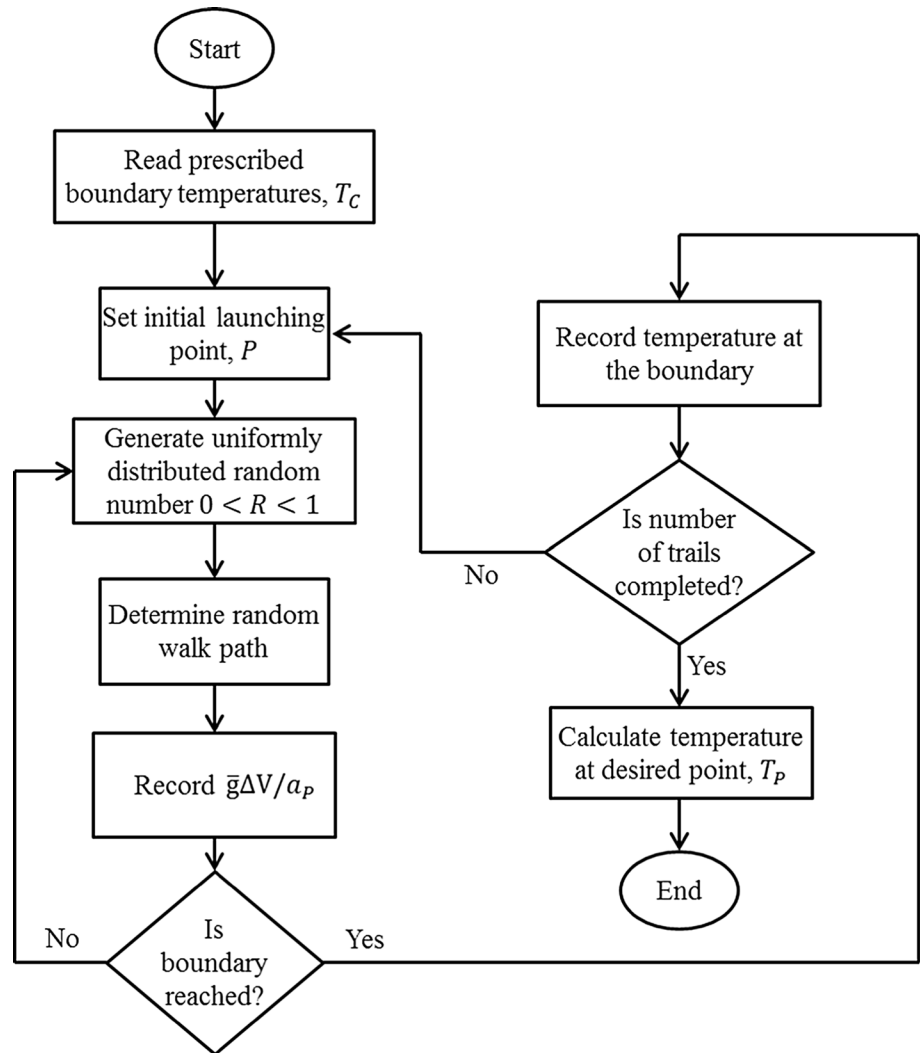 Start
Read prescribed
boundary temperatures, T_C
Set initial launching
point, P
Generate uniformly
distributed random
number 0 < R < 1
Determine random
walk path
Record g̅ΔV/a_P
Is
boundary
reached?
No
Yes
Record temperature at
the boundary
Is number
of trails
completed?
No
Yes
Calculate temperature
at desired point, T_P
End